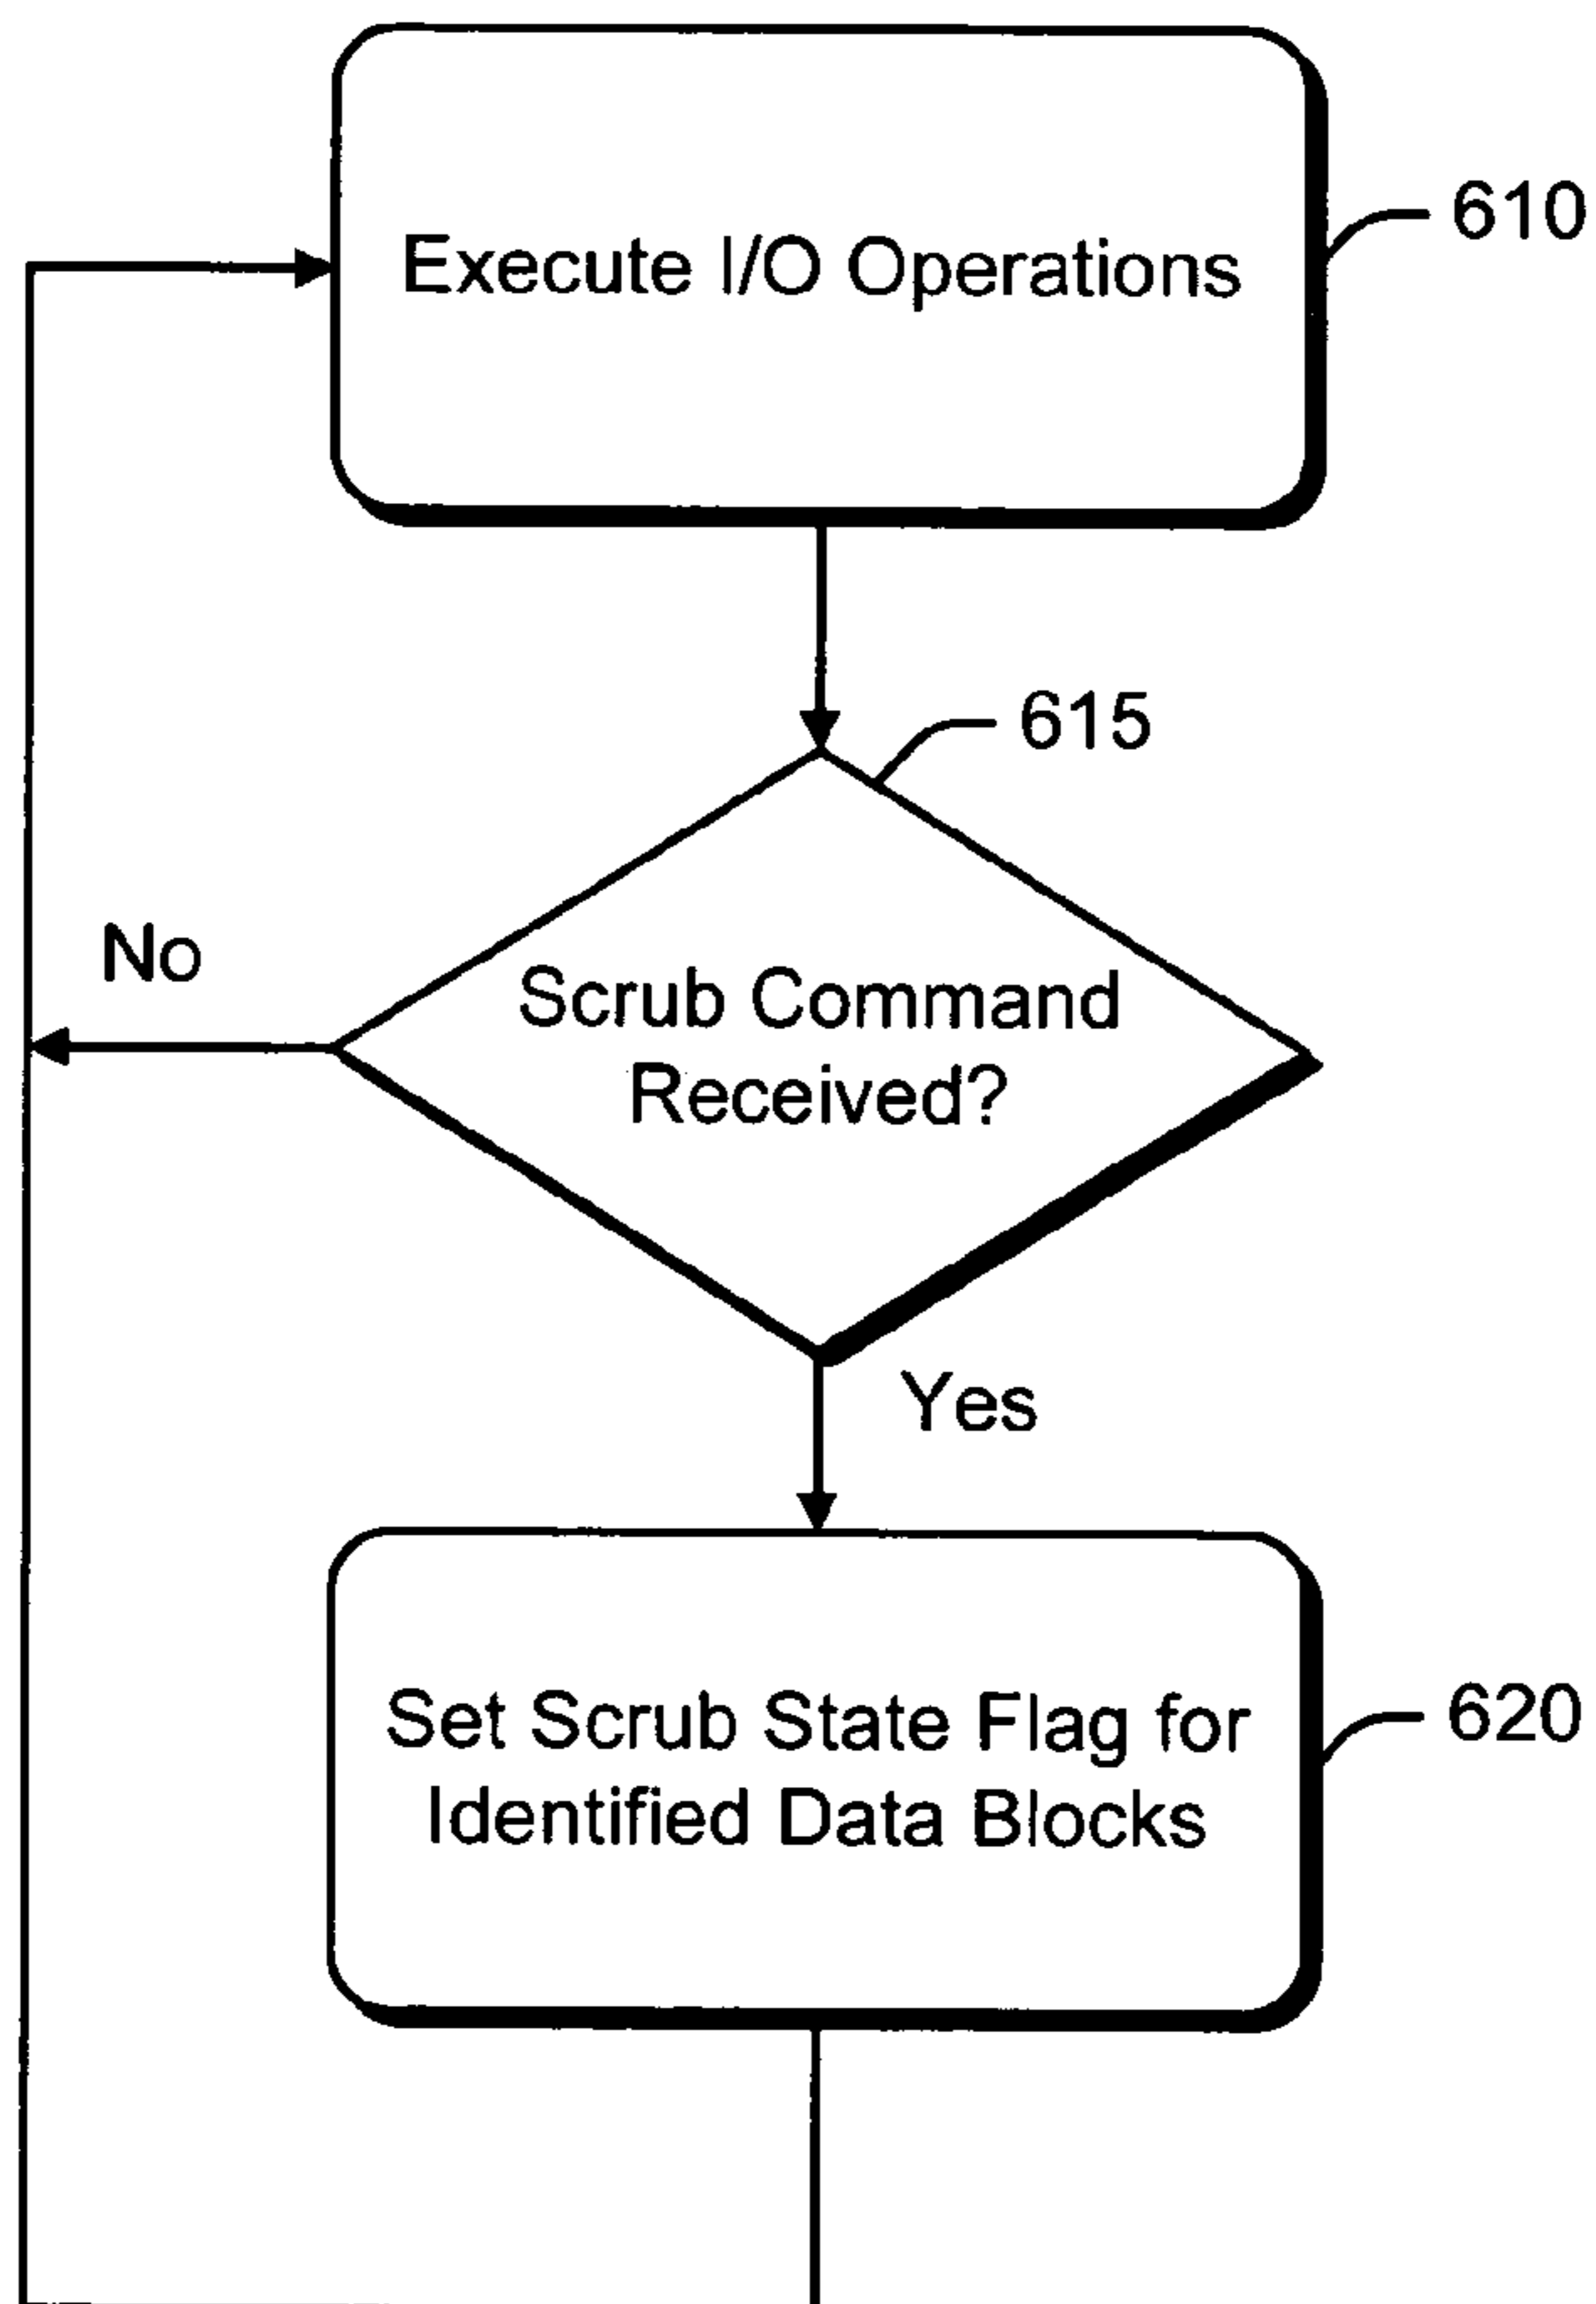 Execute I/O Operations
610
615
No
Scrub Command
Received?
Yes
Set Scrub State Flag for
Identified Data Blocks
620